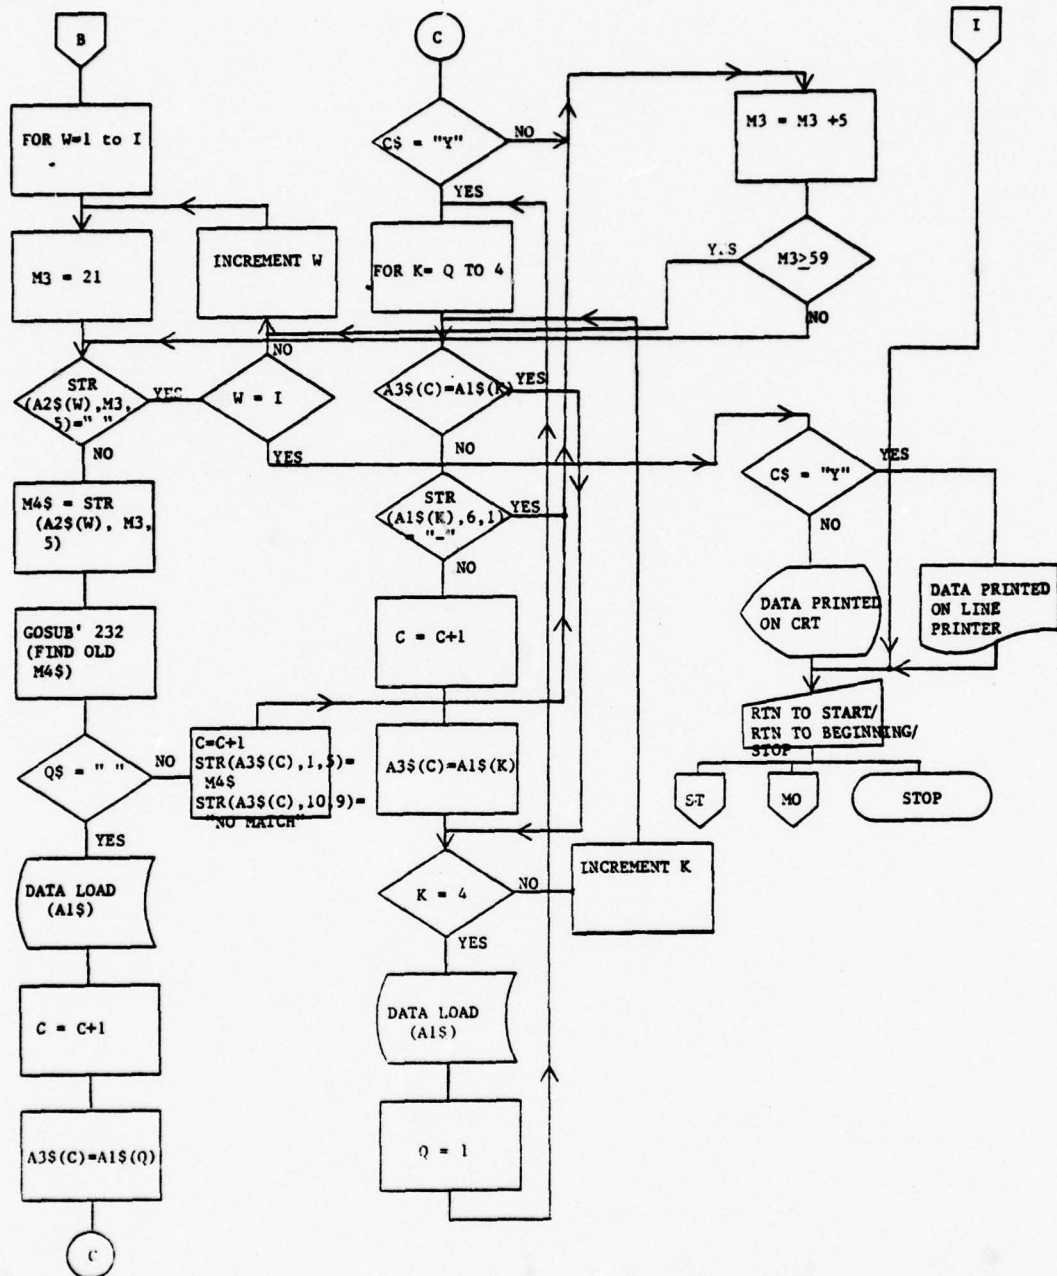 B
FOR W=1 to I
M3 = 21
INCREMENT W
NO
STR
(A2$(W),M3,
5)=" "
YES
W = I
YES
NO
M4$ = STR
(A2$(W), M3,
5)
GOSUB' 232
(FIND OLD
M4$)
Q$ = " "
NO
C=C+1
STR(A3$(C),1,5)=
M4$
STR(A3$(C),10,9)=
"NO MATCH"
YES
DATA LOAD
(A1$)
C = C+1
A3$(C)=A1$(Q)
C
C
C$ = "Y"
NO
YES
FOR K= Q TO 4
A3$(C)=A1$(K)
YES
NO
STR
(A1$(K),6,1)
= "-"
YES
NO
C = C+1
A3$(C)=A1$(K)
K = 4
NO
INCREMENT K
YES
DATA LOAD
(A1$)
Q = 1
I
M3 = M3 +5
M3≥59
YES
NO
C$ = "Y"
YES
NO
DATA PRINTED
ON CRT
DATA PRINTED
ON LINE
PRINTER
RTN TO START/
RTN TO BEGINNING/
STOP
ST
MO
STOP